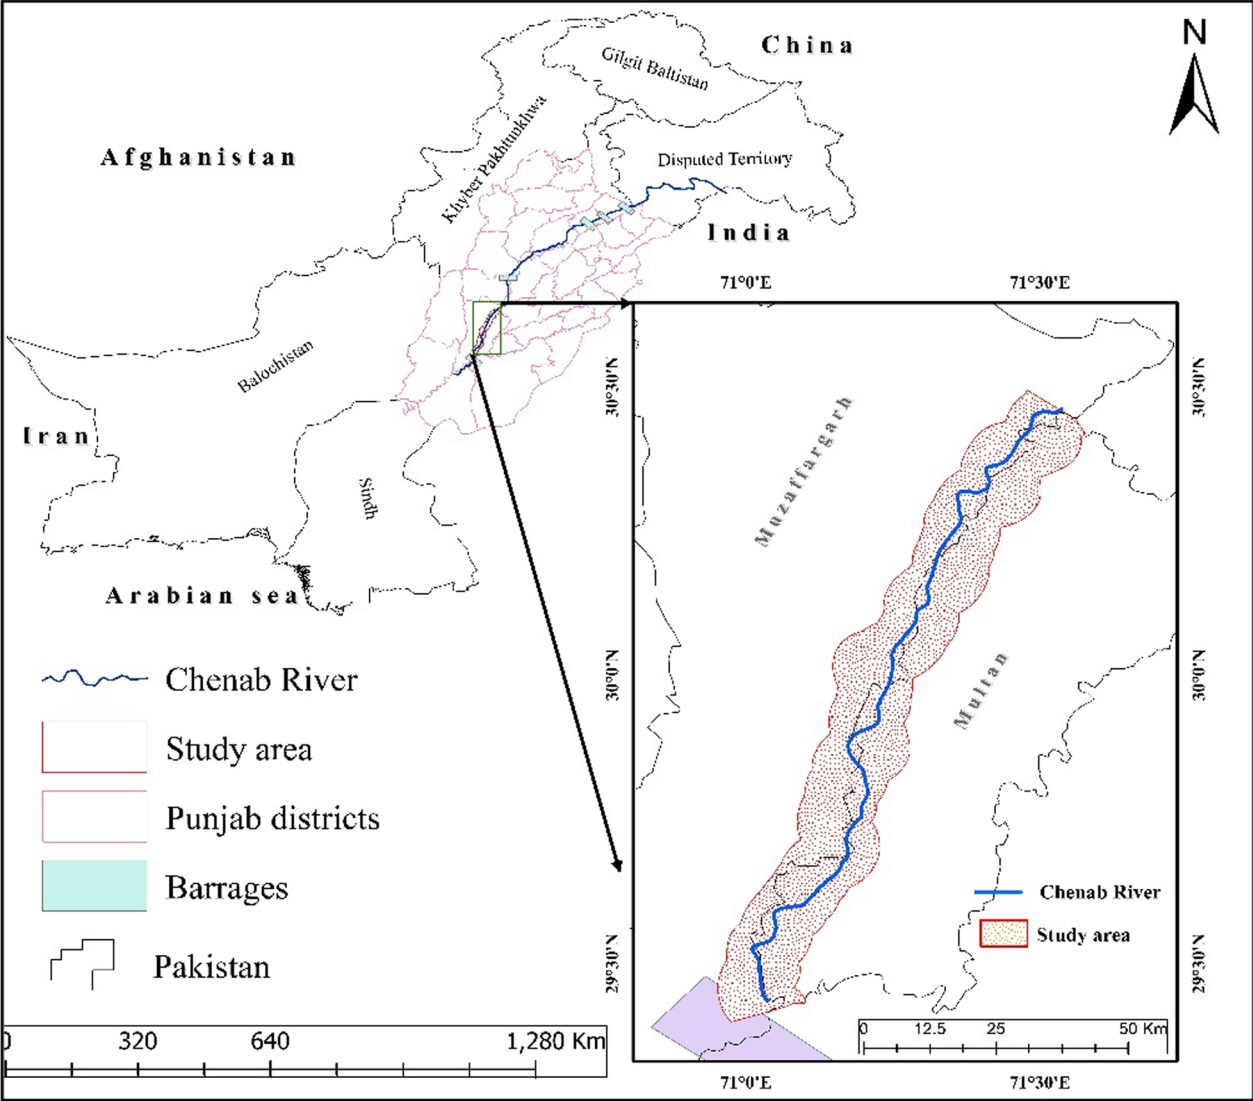 China
N
Gilgit Baltistan
Khyber Pakhtunkhwa
Afghanistan
Disputed Territory
India
71°0'E
71°30'E
Balochistan
30°30'N
30°30'N
Iran
Muzaffargarh
Sindh
Arabian sea
30°0'N
30°0'N
Multan
Chenab River
Study area
Punjab districts
Barrages
Pakistan
Chenab River
Study area
29°30'N
29°30'N
0 320 640 1,280 Km
0 12.5 25 50 Km
71°0'E
71°30'E